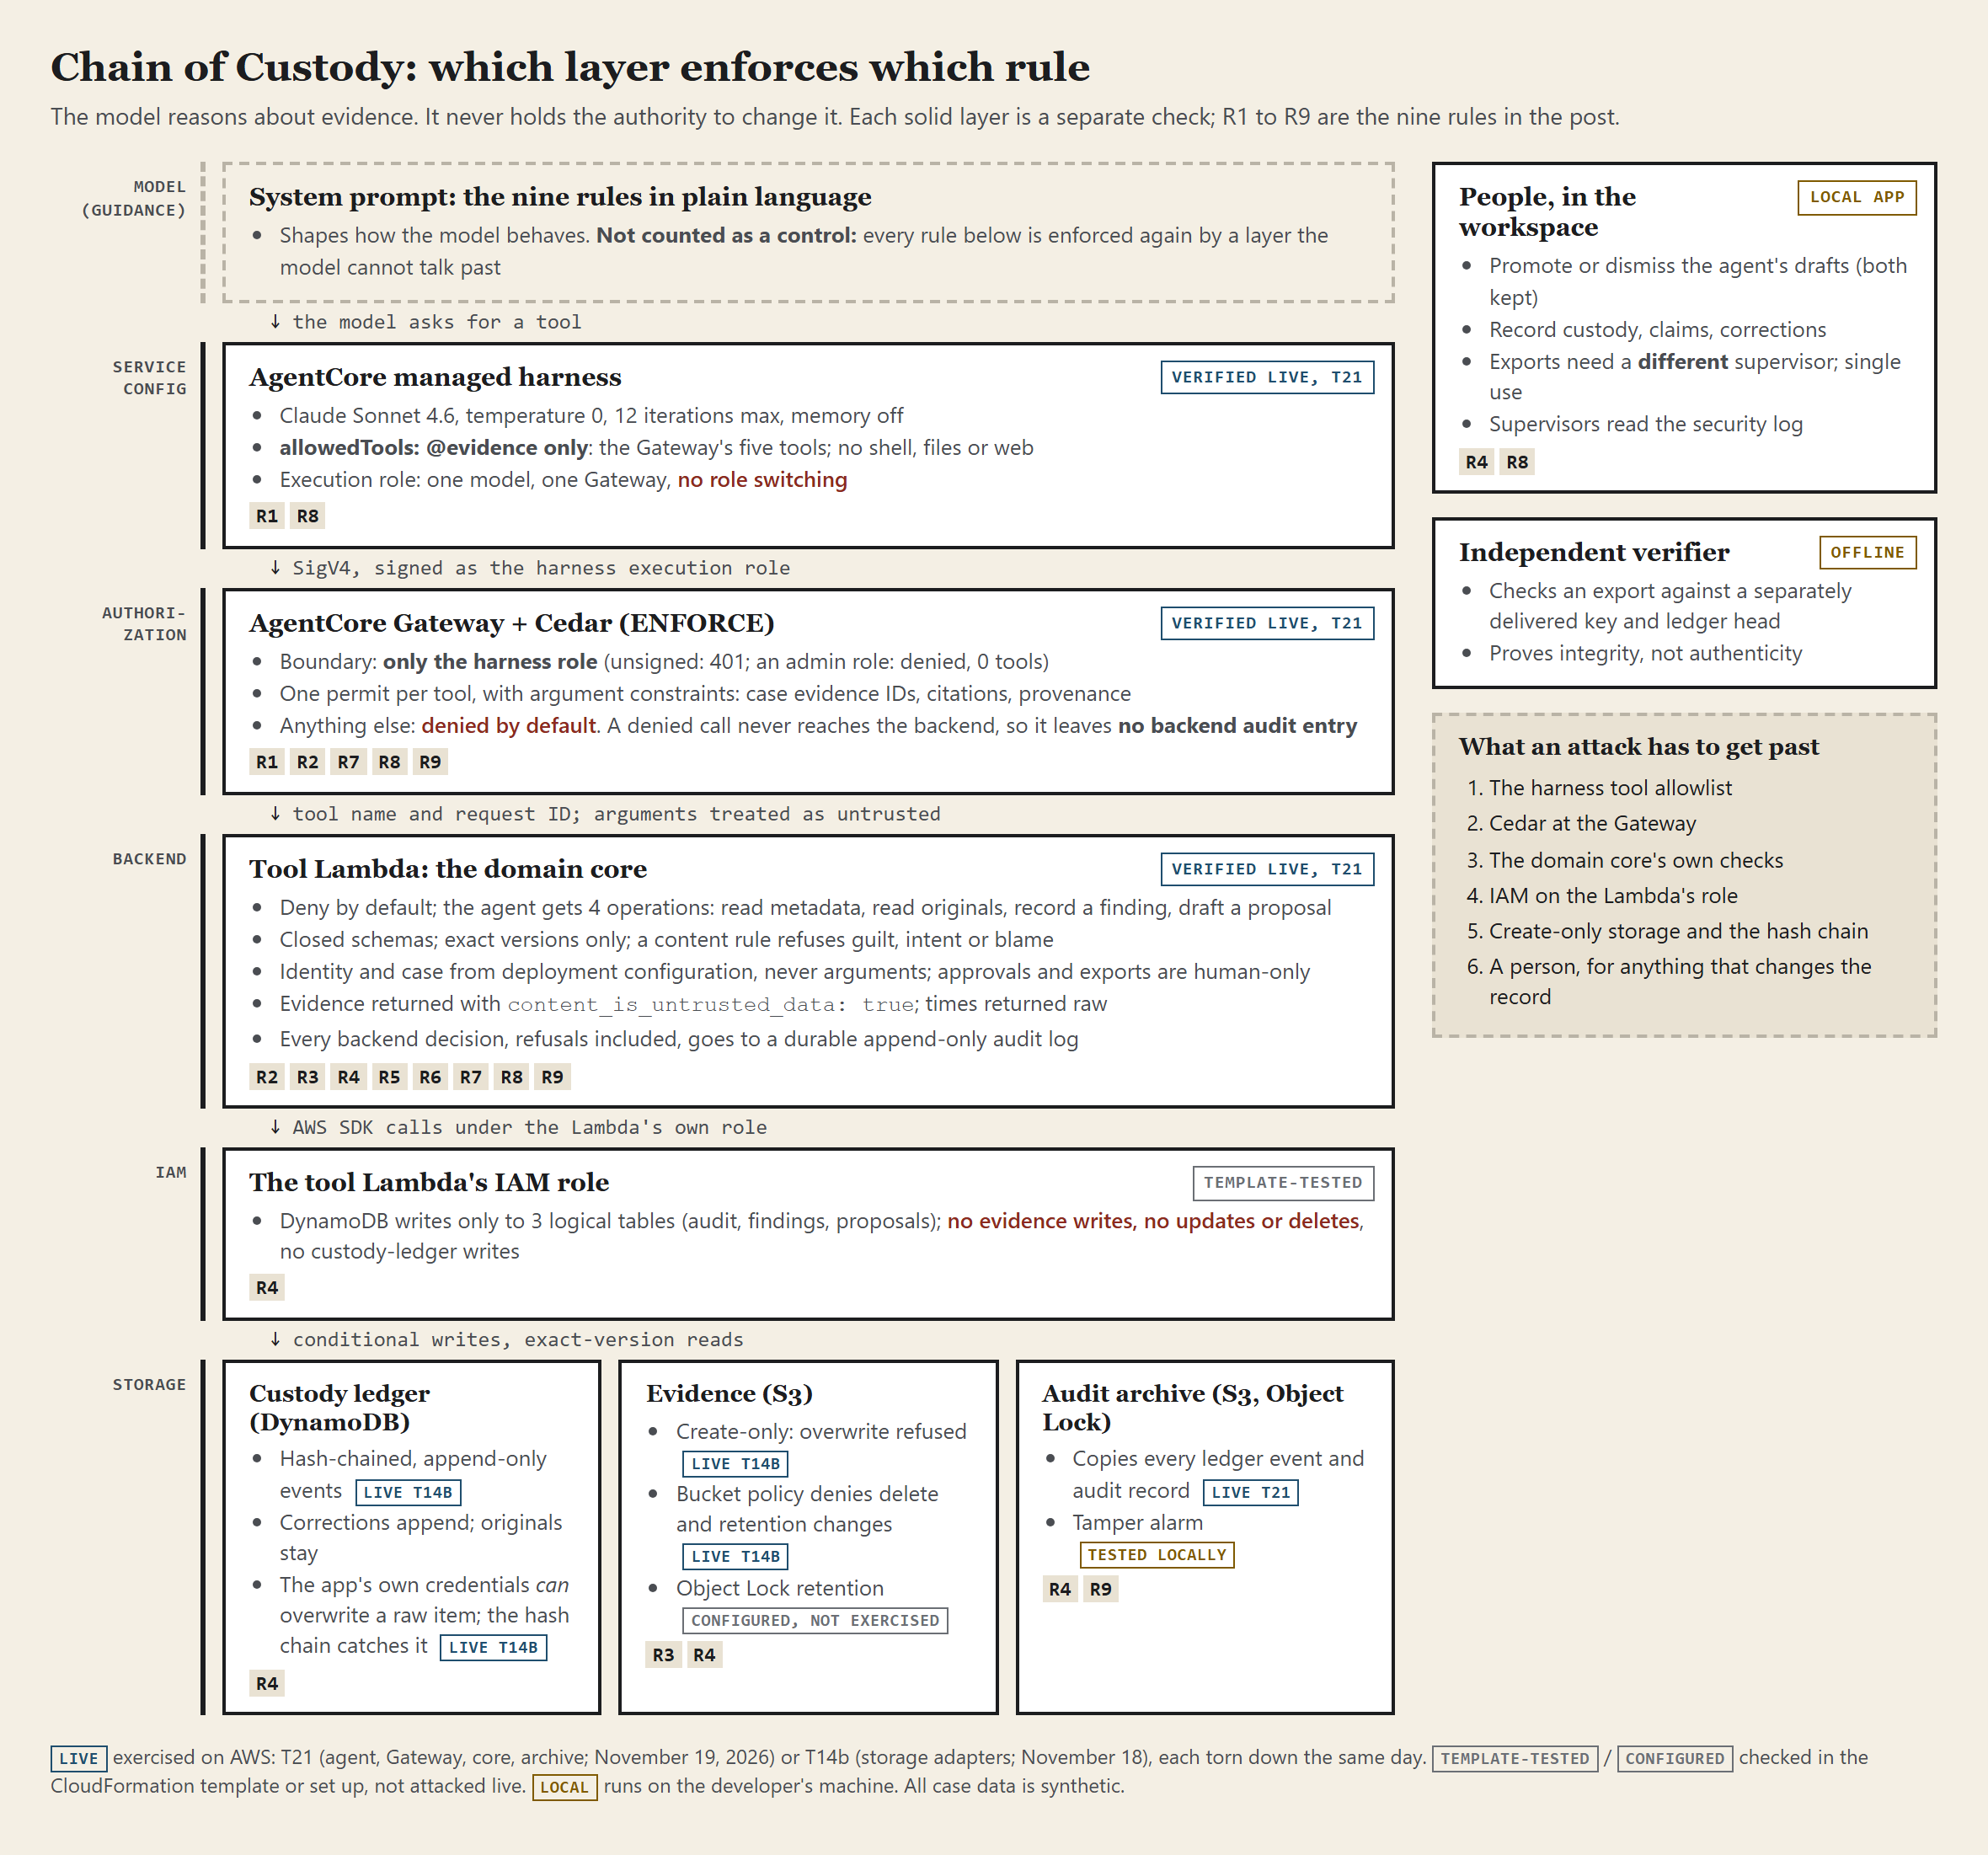 Chain of Custody: which layer enforces which rule
The model reasons about evidence. It never holds the authority to change it. Each solid layer is a separate check; R1 to R9 are the nine rules in the post.
MODEL
(GUIDANCE)
System prompt: the nine rules in plain language
• Shapes how the model behaves. Not counted as a control: every rule below is enforced again by a layer the
model cannot talk past
↓ the model asks for a tool
SERVICE
CONFIG
AgentCore managed harness
VERIFIED LIVE, T21
• Claude Sonnet 4.6, temperature 0, 12 iterations max, memory off
• allowedTools: @evidence only: the Gateway's five tools; no shell, files or web
• Execution role: one model, one Gateway, no role switching
R1 R8
↓ SigV4, signed as the harness execution role
AUTHORI-
ZATION
AgentCore Gateway + Cedar (ENFORCE)
VERIFIED LIVE, T21
• Boundary: only the harness role (unsigned: 401; an admin role: denied, 0 tools)
• One permit per tool, with argument constraints: case evidence IDs, citations, provenance
• Anything else: denied by default. A denied call never reaches the backend, so it leaves no backend audit entry
R1 R2 R7 R8 R9
↓ tool name and request ID; arguments treated as untrusted
BACKEND
Tool Lambda: the domain core
VERIFIED LIVE, T21
• Deny by default; the agent gets 4 operations: read metadata, read originals, record a finding, draft a proposal
• Closed schemas; exact versions only; a content rule refuses guilt, intent or blame
• Identity and case from deployment configuration, never arguments; approvals and exports are human-only
• Evidence returned with content_is_untrusted_data: true; times returned raw
• Every backend decision, refusals included, goes to a durable append-only audit log
R2 R3 R4 R5 R6 R7 R8 R9
↓ AWS SDK calls under the Lambda's own role
IAM
The tool Lambda's IAM role
TEMPLATE-TESTED
• DynamoDB writes only to 3 logical tables (audit, findings, proposals); no evidence writes, no updates or deletes,
no custody-ledger writes
R4
↓ conditional writes, exact-version reads
STORAGE
Custody ledger
(DynamoDB)
• Hash-chained, append-only
events LIVE T14B
• Corrections append; originals
stay
• The app's own credentials can
overwrite a raw item; the hash
chain catches it LIVE T14B
R4
Evidence (S3)
• Create-only: overwrite refused
LIVE T14B
• Bucket policy denies delete
and retention changes
LIVE T14B
• Object Lock retention
CONFIGURED, NOT EXERCISED
R3 R4
Audit archive (S3, Object
Lock)
• Copies every ledger event and
audit record LIVE T21
• Tamper alarm
TESTED LOCALLY
R4 R9
People, in the
workspace
LOCAL APP
• Promote or dismiss the agent's drafts (both
kept)
• Record custody, claims, corrections
• Exports need a different supervisor; single
use
• Supervisors read the security log
R4 R8
Independent verifier
OFFLINE
• Checks an export against a separately
delivered key and ledger head
• Proves integrity, not authenticity
What an attack has to get past
1. The harness tool allowlist
2. Cedar at the Gateway
3. The domain core's own checks
4. IAM on the Lambda's role
5. Create-only storage and the hash chain
6. A person, for anything that changes the
record
LIVE exercised on AWS: T21 (agent, Gateway, core, archive; November 19, 2026) or T14b (storage adapters; November 18), each torn down the same day. TEMPLATE-TESTED / CONFIGURED checked in the
CloudFormation template or set up, not attacked live. LOCAL runs on the developer's machine. All case data is synthetic.